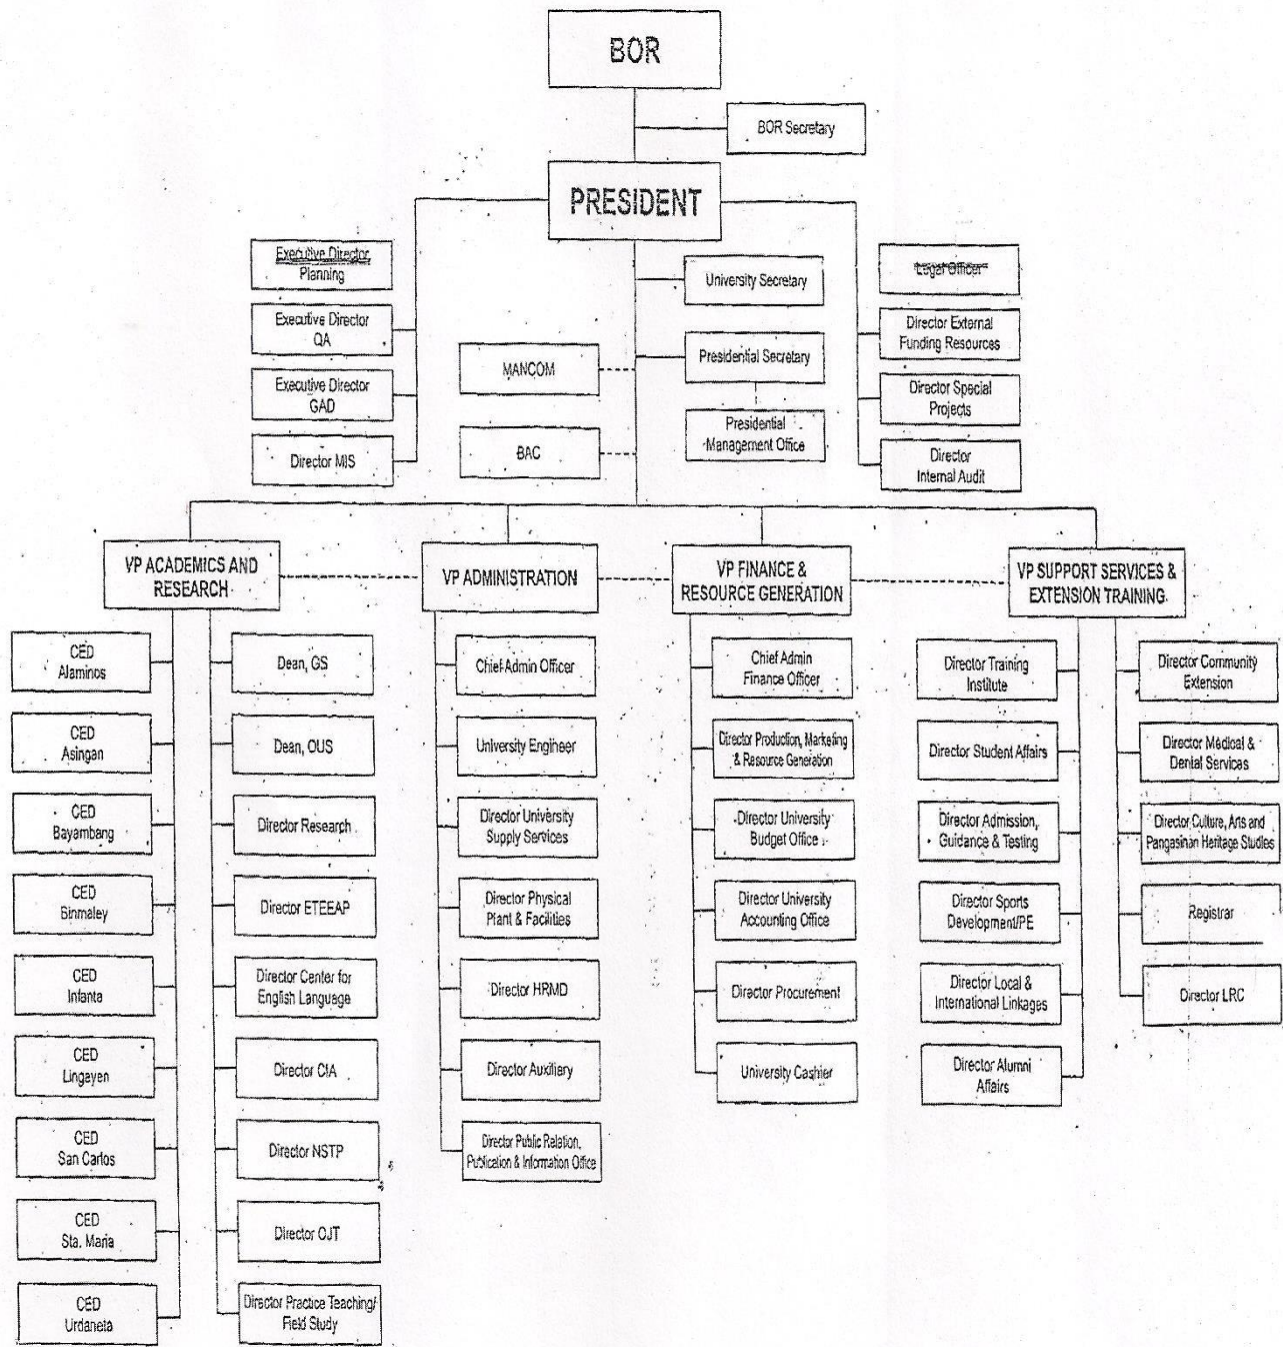 BOR
BOR Secretary
PRESIDENT
Executive Director
Planning
Executive Director
QA
Executive Director
GAD
Director MIS
University Secretary
Presidential Secretary
Presidential
Management Office
MANCOM
BAC
Legal Officer
Director External
Funding Resources
Director Special
Projects
Director
Internal Audit
VP ACADEMICS AND
RESEARCH
VP ADMINISTRATION
VP FINANCE &
RESOURCE GENERATION
VP SUPPORT SERVICES &
EXTENSION TRAINING
CED
Alaminos
CED
Asingan
CED
Bayambang
CED
Binmaley
CED
Infanta
CED
Lingayen
CED
San Carlos
CED
Sta. Maria
CED
Urdaneta
Dean, GS
Dean, OUS
Director Research
Director ETEEAP
Director Center for
English Language
Director CIA
Director NSTP
Director OJT
Director Practice Teaching/
Field Study
Chief Admin Officer
University Engineer
Director University
Supply Services
Director Physical
Plant & Facilities
Director HRMD
Director Auxiliary
Director Public Relation,
Publication & Information Office
Chief Admin
Finance Officer
Director Production, Marketing
& Resource Generation
Director University
Budget Office
Director University
Accounting Office
Director Procurement
University Cashier
Director Training
Institute
Director Student Affairs
Director Admission,
Guidance & Testing
Director Sports
Development/PE
Director Local &
International Linkages
Director Alumni
Affairs
Director Community
Extension
Director Medical &
Dental Services
Director Culture, Arts and
Pangasinan Heritage Studies
Registrar
Director LRC